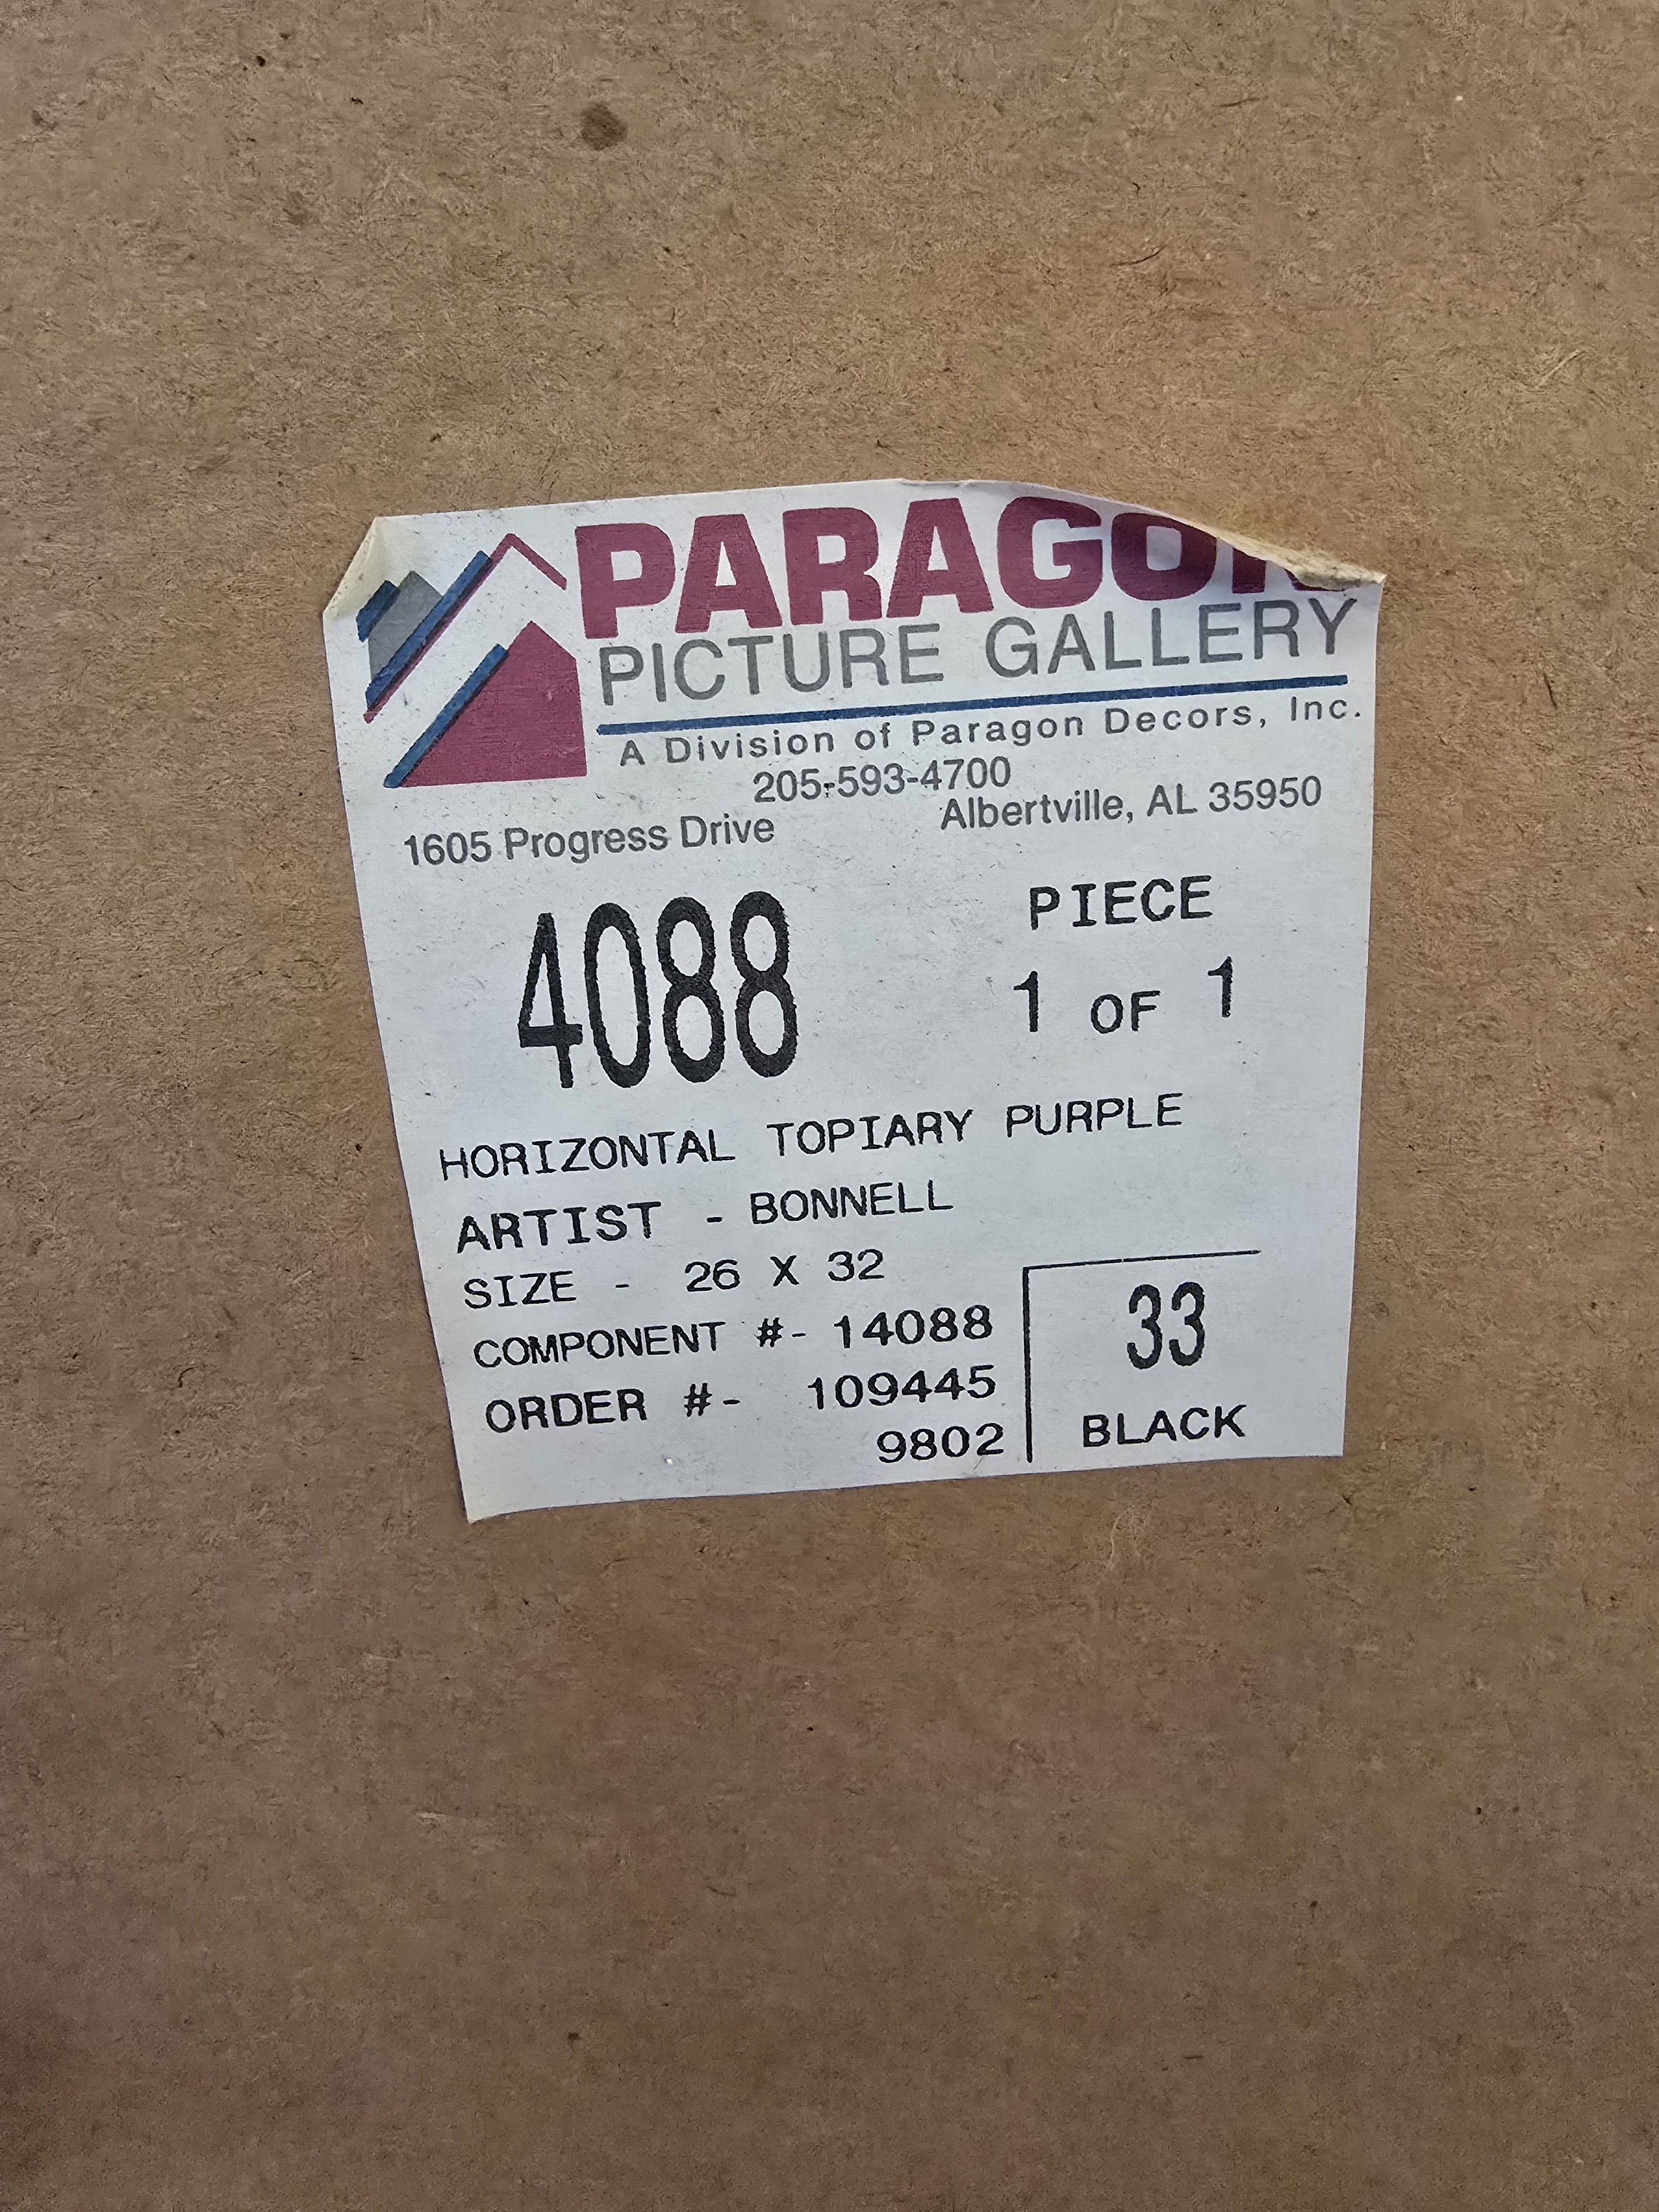 PARAGON
PICTURE GALLERY
A Division of Paragon Decors, Inc.
205-593-4700
1605 Progress Drive Albertville, AL 35950
4088
PIECE
1 OF 1
HORIZONTAL TOPIARY PURPLE
ARTIST - BONNELL
SIZE - 26 X 32
COMPONENT #- 14088
ORDER #- 109445
9802
33
BLACK